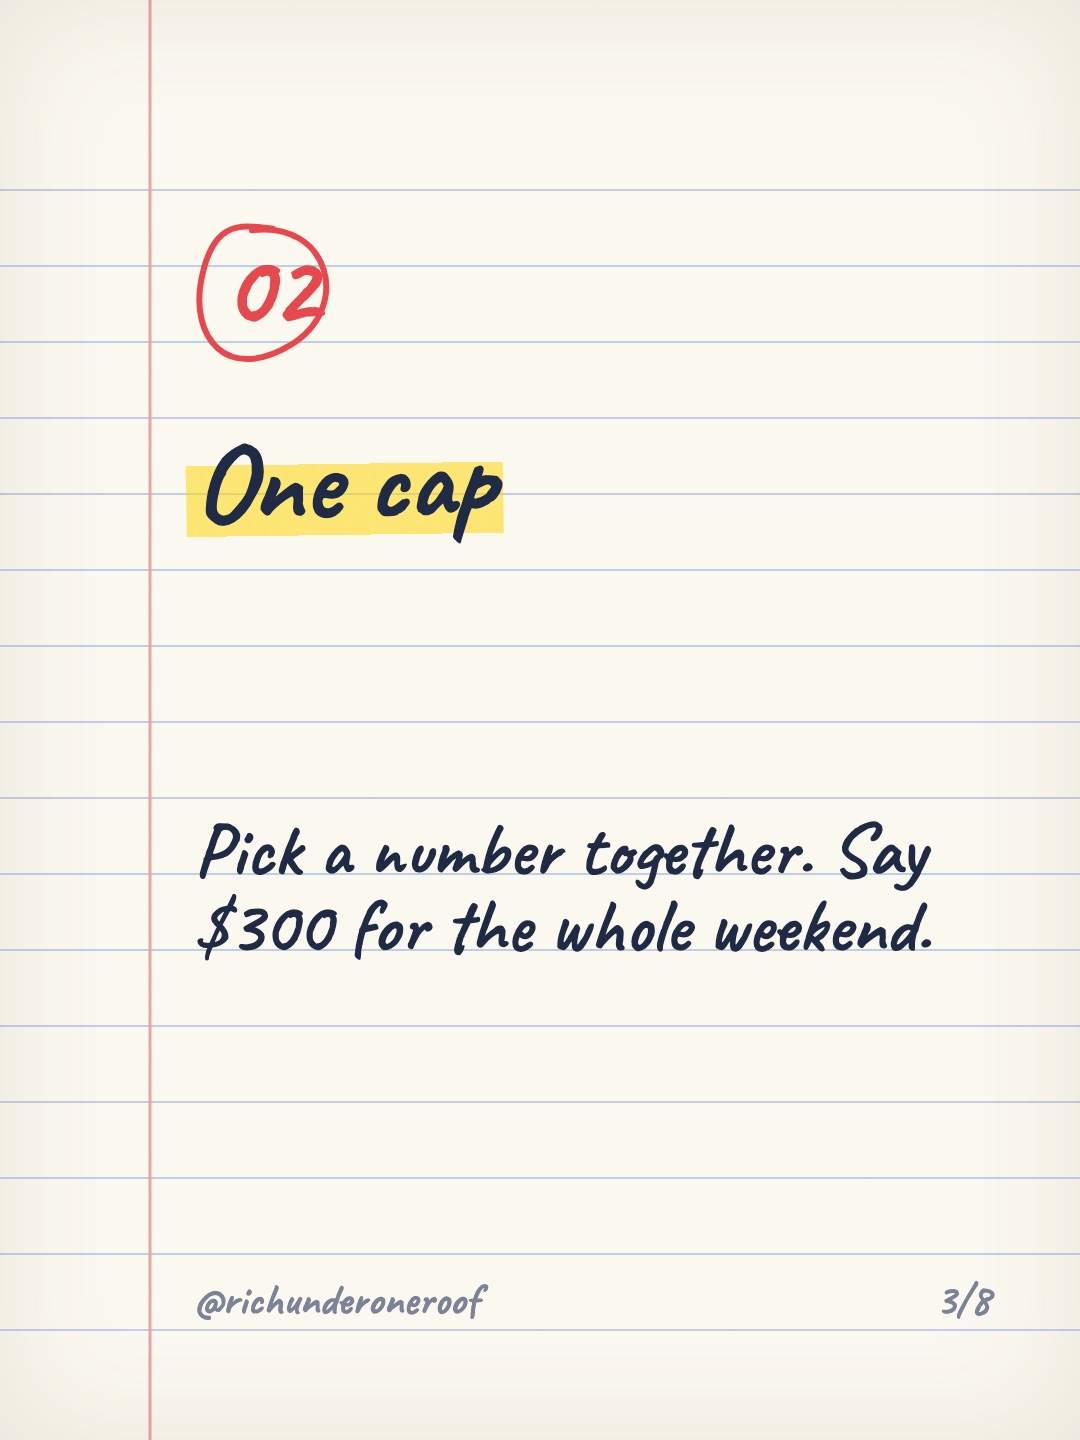 02
One cap
Pick a number together. Say
$300 for the whole weekend.
@richunderoneroof
3/8